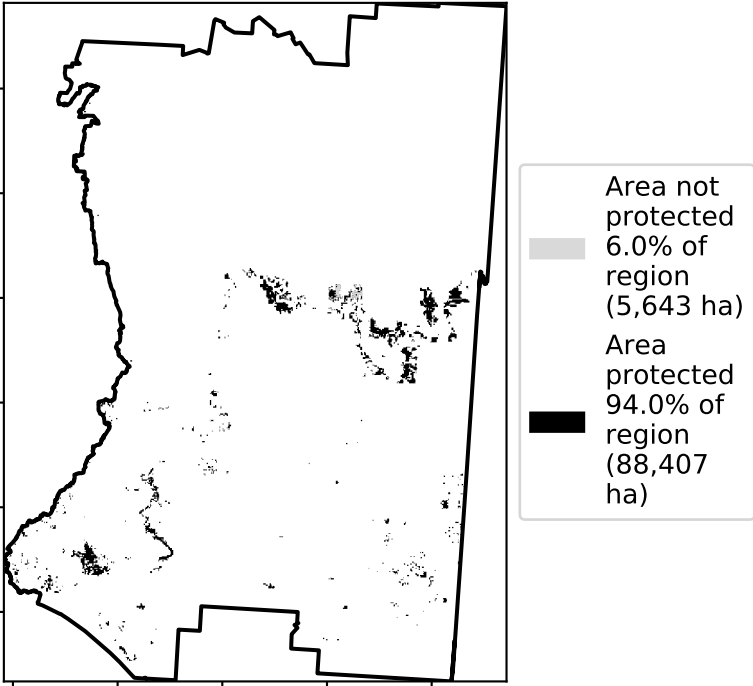 Area not
protected
6.0% of
region
(5,643 ha)
Area
protected
94.0% of
region
(88,407
ha)